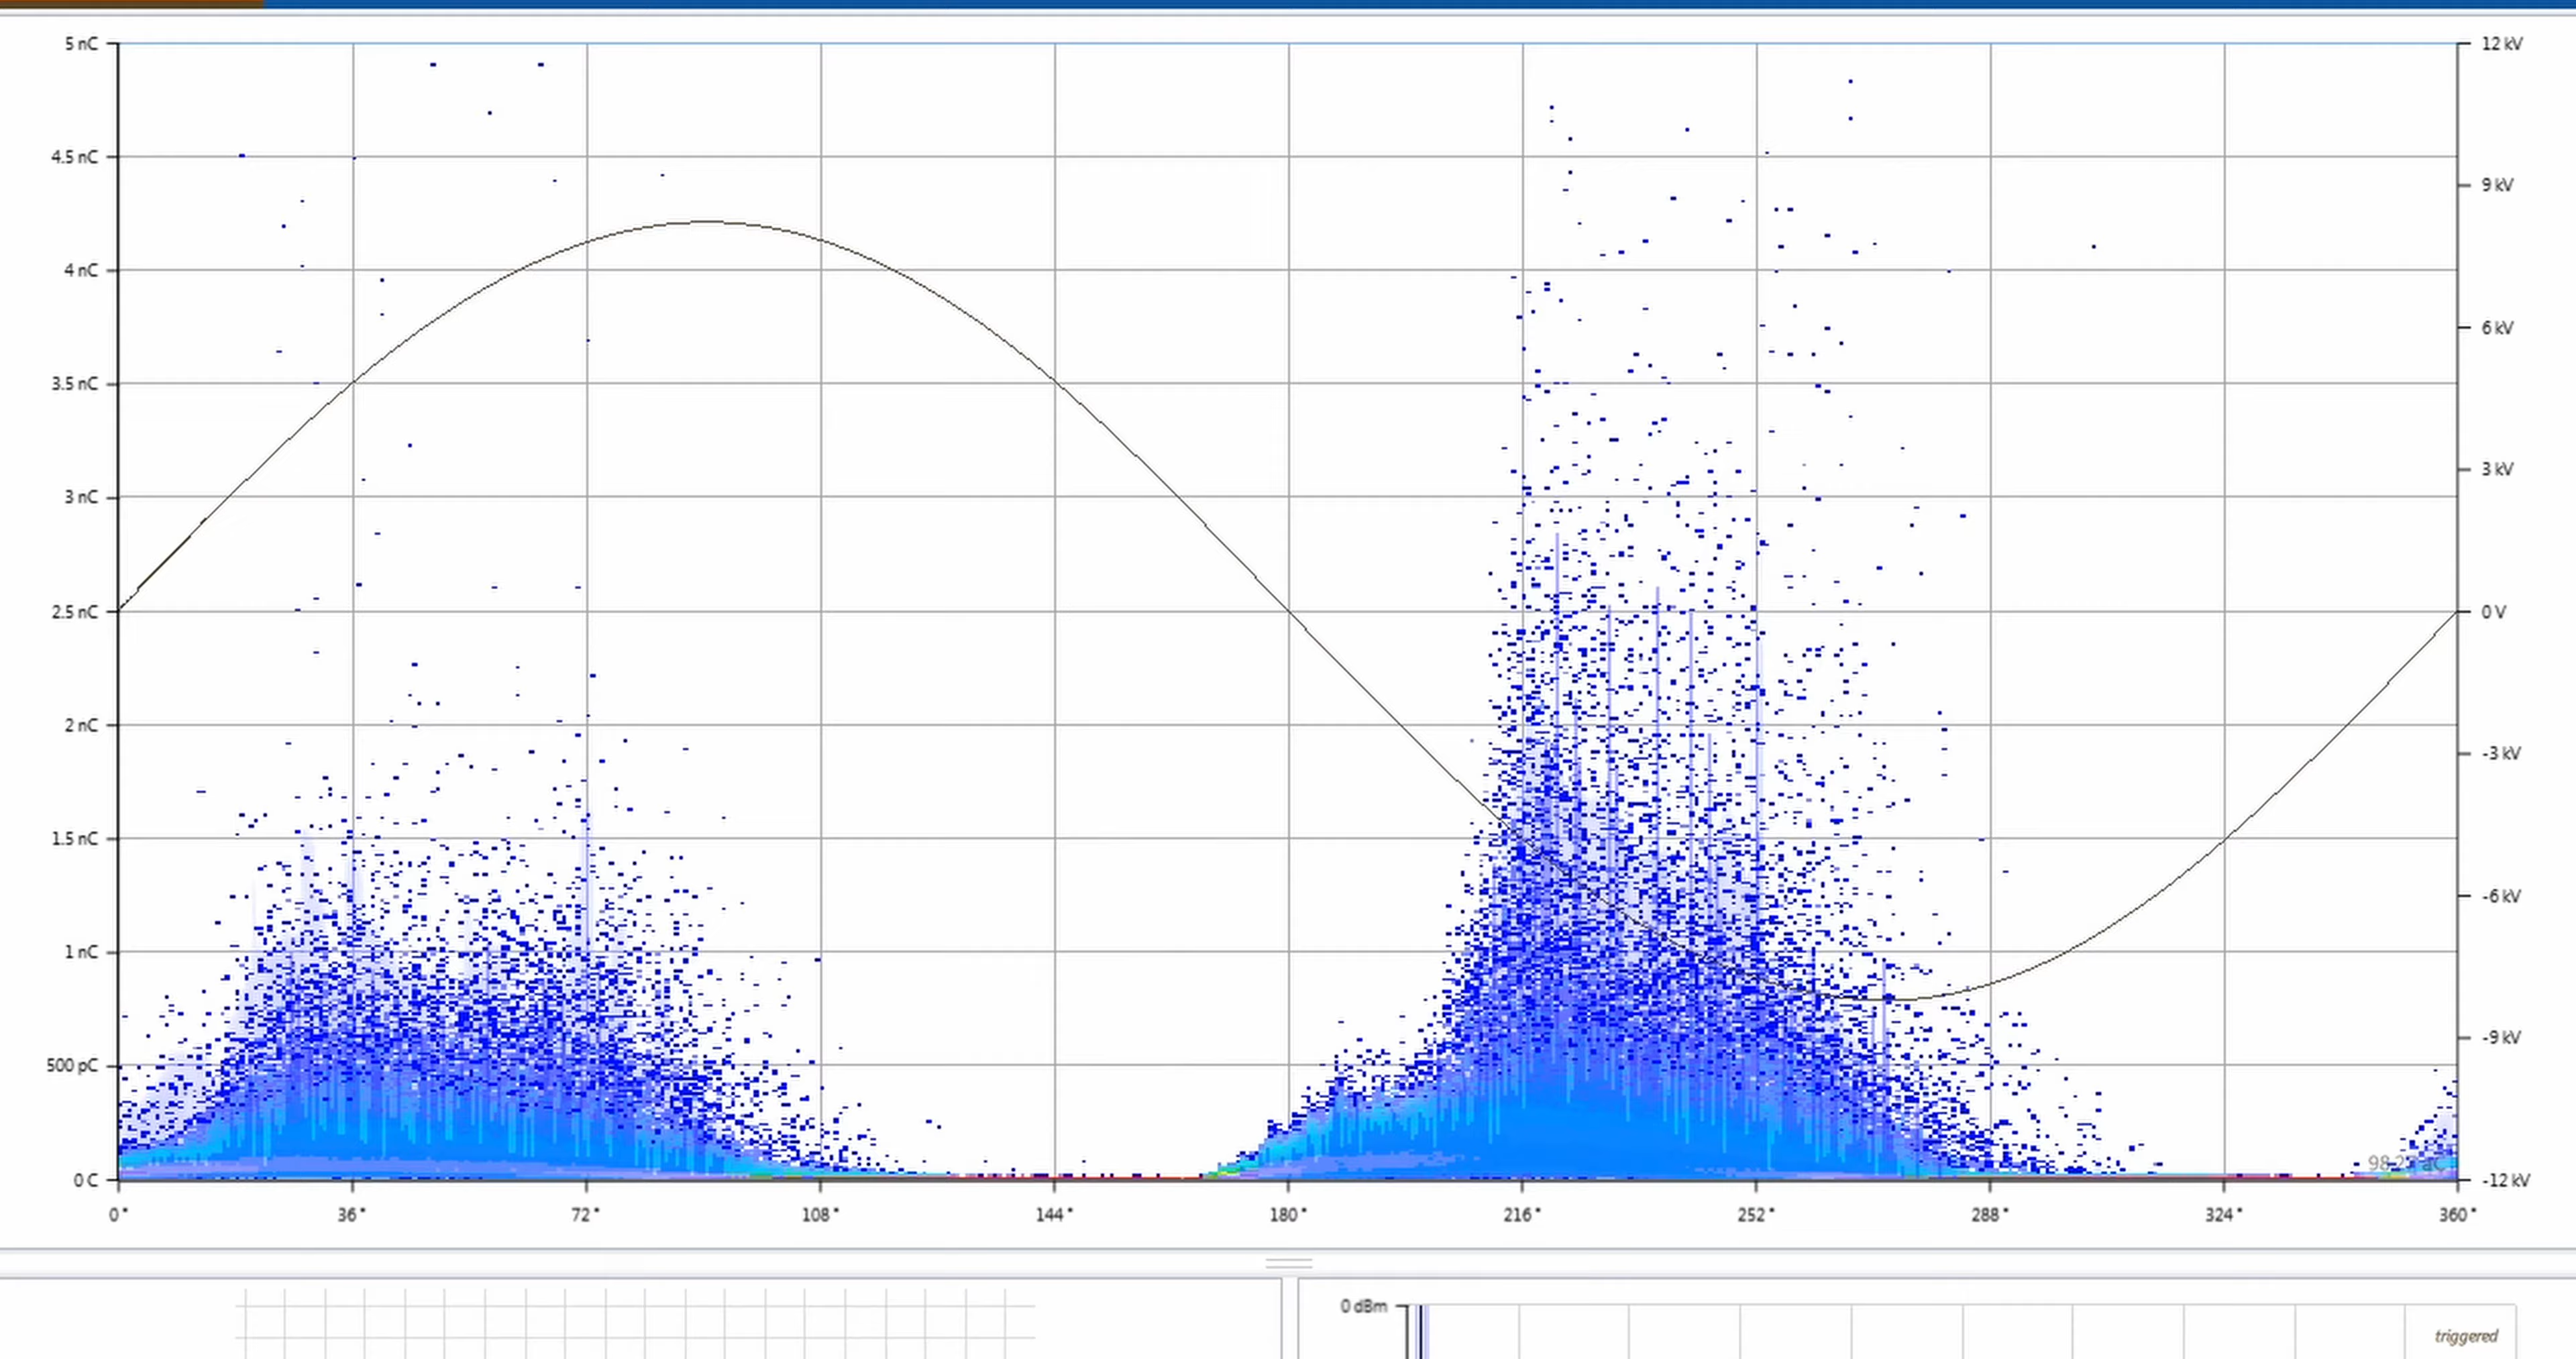 5 nC
12 kV
4.5 nC
9 kV
4 nC
6 kV
3.5 nC
3 kV
3 nC
2.5 nC
0 V
2 nC
-3 kV
1.5 nC
-6 kV
1 nC
-9 kV
500 pC
0 C
-12 kV
0° 36° 72° 108° 144° 180° 216° 252° 288° 324° 360°
0 dBm
triggered